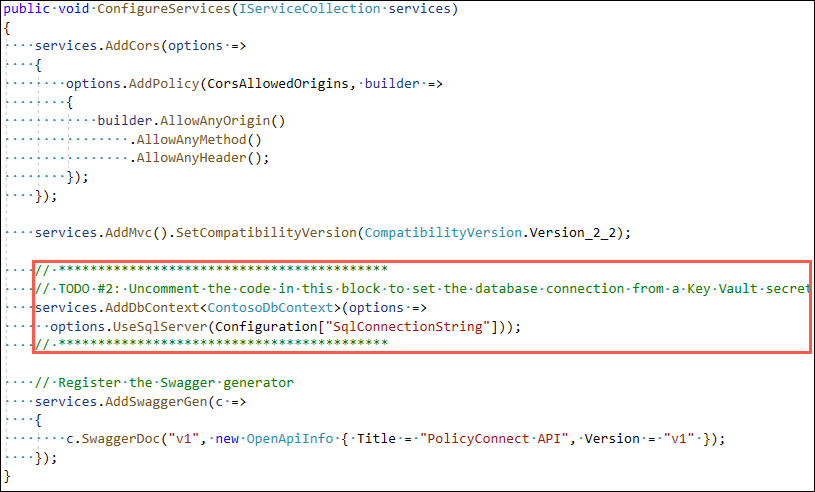 public void ConfigureServices(IServiceCollection services)
{
    services.AddCors(options =>
    {
        options.AddPolicy(CorsAllowedOrigins, builder =>
        {
            builder.AllowAnyOrigin()
                .AllowAnyMethod()
                .AllowAnyHeader();
        });
    });

    services.AddMvc().SetCompatibilityVersion(CompatibilityVersion.Version_2_2);

    // ******************************************
    // TODO #2: Uncomment the code in this block to set the database connection from a Key Vault secret
    services.AddDbContext<ContosoDbContext>(options =>
      options.UseSqlServer(Configuration["SqlConnectionString"]));
    // ******************************************

    // Register the Swagger generator
    services.AddSwaggerGen(c =>
    {
        c.SwaggerDoc("v1", new OpenApiInfo { Title = "PolicyConnect API", Version = "v1" });
    });
}